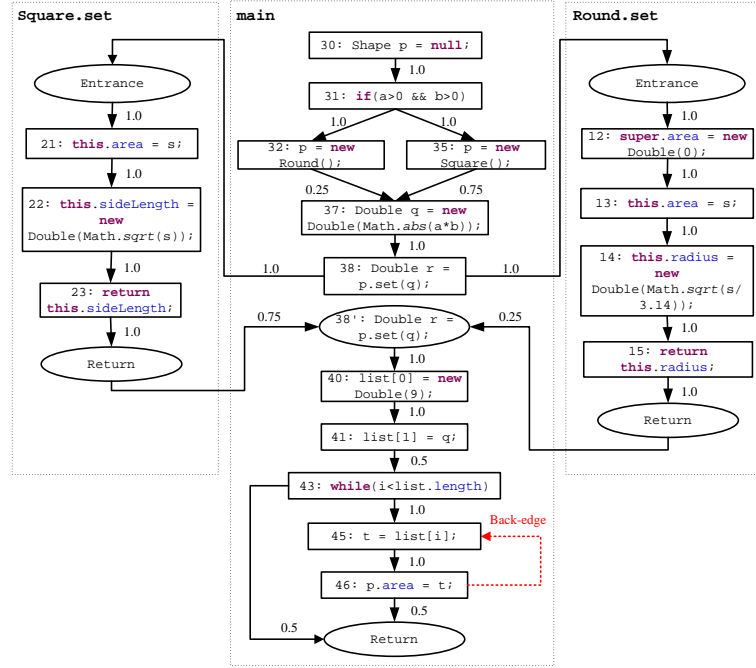 Square.set
Entrance
1.0
21: this.area = s;
1.0
22: this.sideLength =
new
Double(Math.sqrt(s));
1.0
23: return
this.sideLength;
1.0
Return
main
30: Shape p = null;
1.0
31: if(a>0 && b>0)
1.0
1.0
32: p = new
Round();
35: p = new
Square();
0.25
0.75
37: Double q = new
Double(Math.abs(a*b));
1.0
1.0
38: Double r =
p.set(q);
1.0
0.75
38': Double r =
p.set(q);
0.25
1.0
40: list[0] = new
Double(9);
1.0
41: list[1] = q;
0.5
43: while(i<list.length)
1.0
Back-edge
45: t = list[i];
1.0
46: p.area = t;
0.5
0.5
Return
Round.set
Entrance
1.0
12: super.area = new
Double(0);
1.0
13: this.area = s;
1.0
14: this.radius =
new
Double(Math.sqrt(s/
3.14));
1.0
15: return
this.radius;
1.0
Return